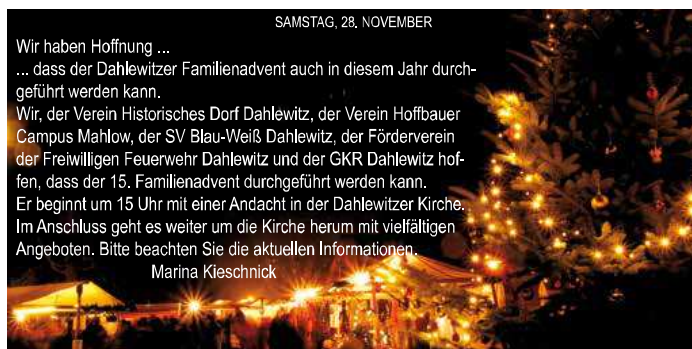 SAMSTAG, 28. NOVEMBER
Wir haben Hoffnung ...
... dass der Dahlewitzer Familienadvent auch in diesem Jahr durch-
geführt werden kann.
Wir, der Verein Historisches Dorf Dahlewitz, der Verein Hoffbauer
Campus Mahlow, der SV Blau-Weiß Dahlewitz, der Förderverein
der Freiwilligen Feuerwehr Dahlewitz und der GKR Dahlewitz hof-
fen, dass der 15. Familienadvent durchgeführt werden kann.
Er beginnt um 15 Uhr mit einer Andacht in der Dahlewitzer Kirche.
Im Anschluss geht es weiter um die Kirche herum mit vielfältigen
Angeboten. Bitte beachten Sie die aktuellen Informationen.
Marina Kieschnick